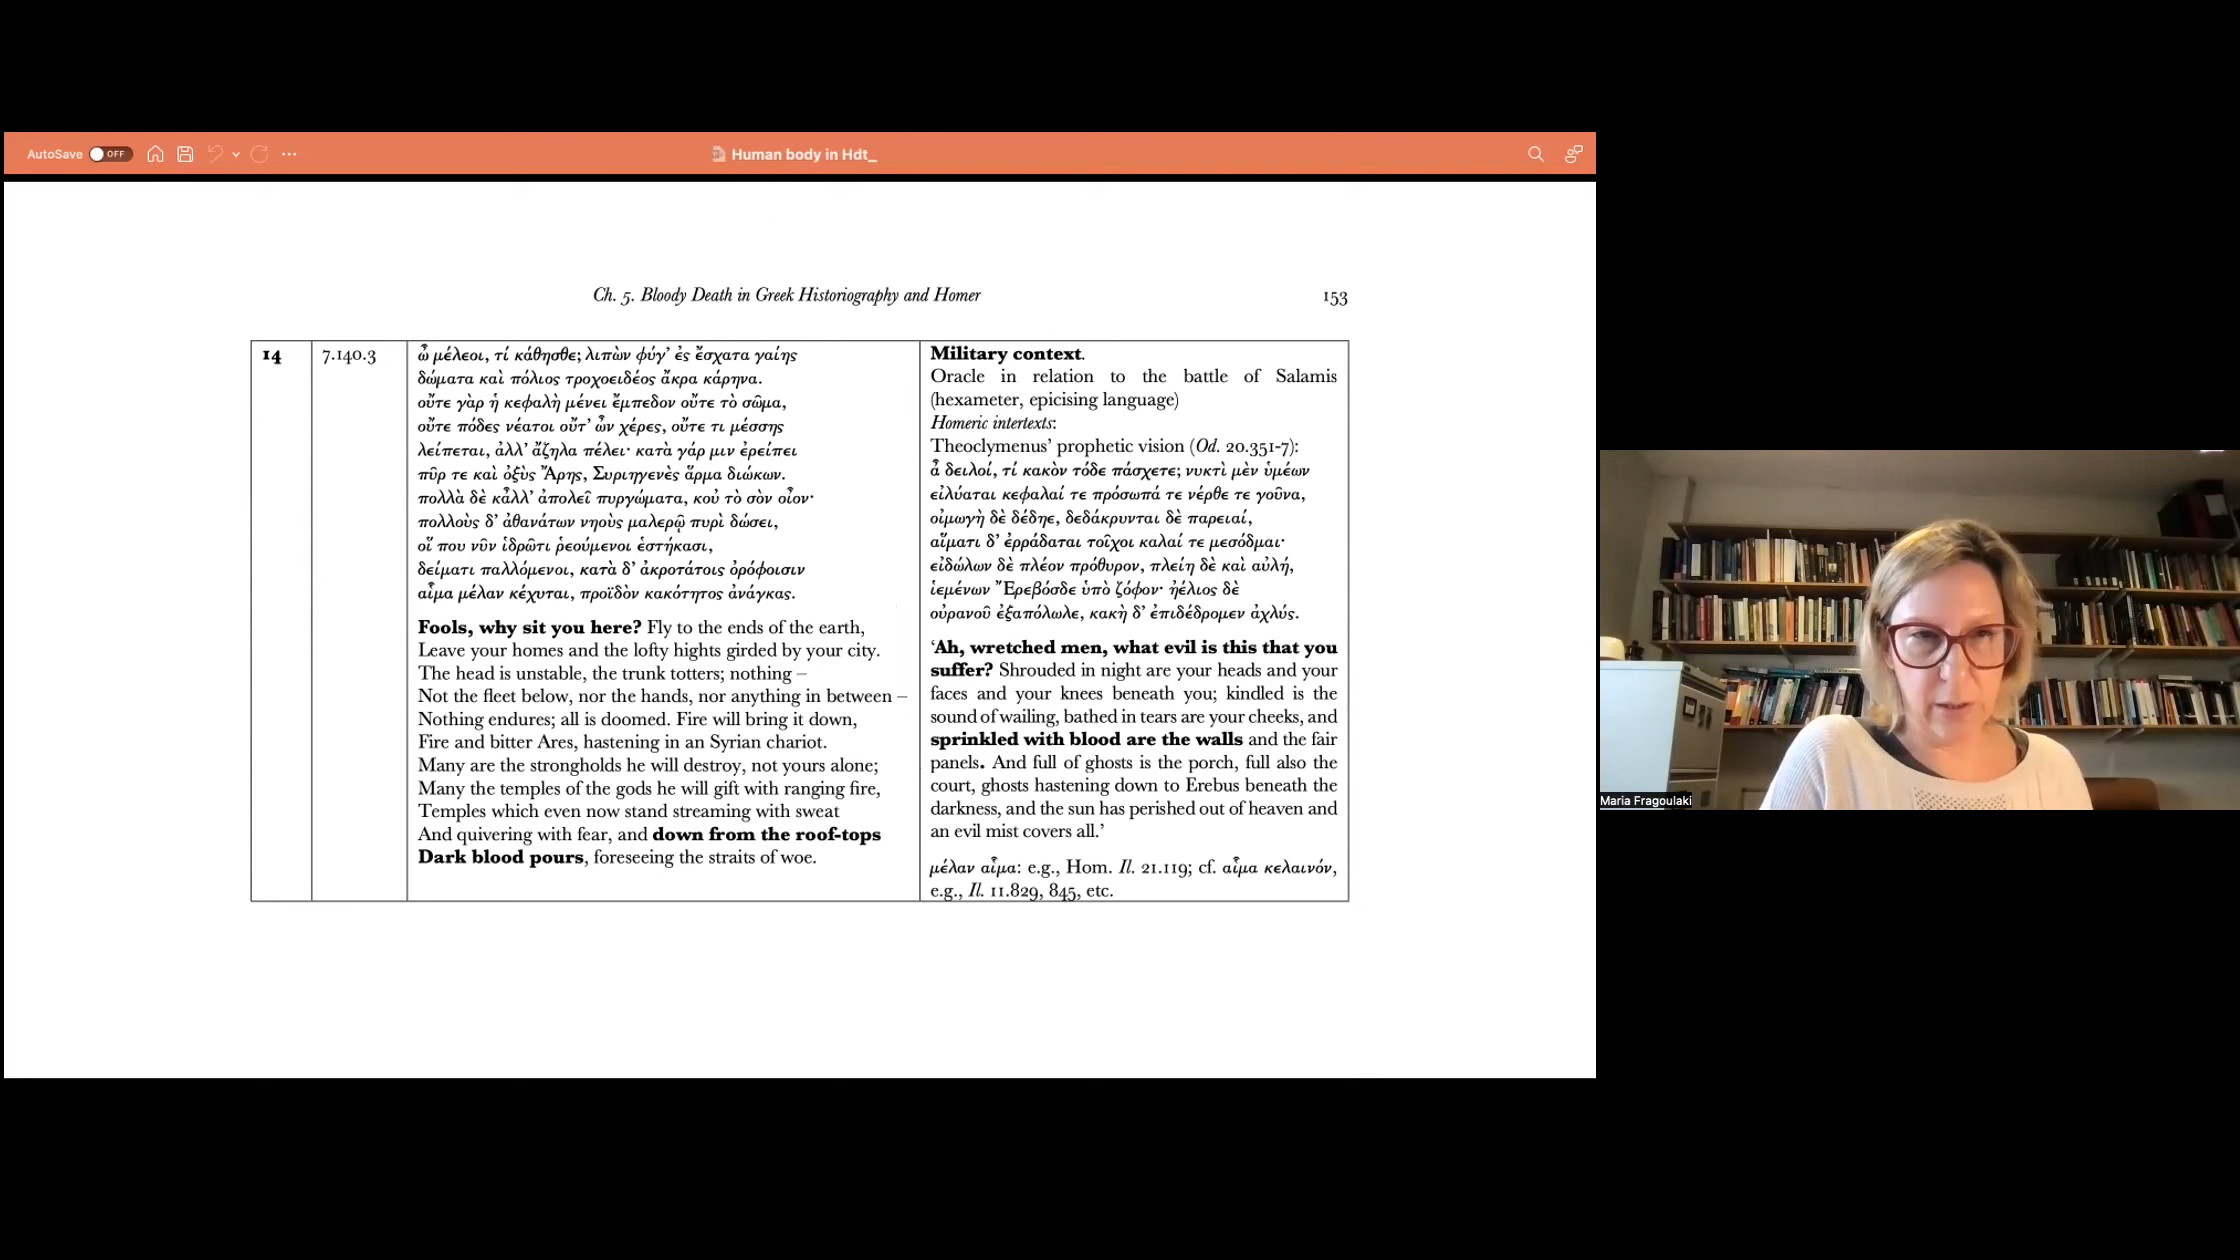 AutoSave OFF
Human body in Hdt_
Ch. 5. Bloody Death in Greek Historiography and Homer
153
14
7.140.3
ὦ μέλεοι, τί κάθησθε; λιπὼν φύγ’ ἐς ἔσχατα γαίης
δώματα καὶ πόλιος τροχοειδέος ἄκρα κάρηνα.
οὔτε γὰρ ἡ κεφαλὴ μένει ἔμπεδον οὔτε τὸ σῶμα,
οὔτε πόδες νέατοι οὔτ’ ὦν χέρες, οὔτε τι μέσσης
λείπεται, ἀλλ’ ἄζηλα πέλει· κατὰ γάρ μιν ἐρείπει
πῦρ τε καὶ ὀξὺς Ἄρης, Συριηγενὲς ἅρμα διώκων.
πολλὰ δὲ κἆλλ’ ἀπολεῖ πυργώματα, κοὐ τὸ σὸν οἶον·
πολλοὺς δ’ ἀθανάτων νηοὺς μαλερῷ πυρὶ δώσει,
οἵ που νῦν ἱδρῶτι ῥεούμενοι ἑστήκασι,
δείματι παλλόμενοι, κατὰ δ’ ἀκροτάτοις ὀρόφοισιν
αἷμα μέλαν κέχυται, προϊδὸν κακότητος ἀνάγκας.
Fools, why sit you here? Fly to the ends of the earth,
Leave your homes and the lofty hights girded by your city.
The head is unstable, the trunk totters; nothing –
Not the fleet below, nor the hands, nor anything in between –
Nothing endures; all is doomed. Fire will bring it down,
Fire and bitter Ares, hastening in an Syrian chariot.
Many are the strongholds he will destroy, not yours alone;
Many the temples of the gods he will gift with ranging fire,
Temples which even now stand streaming with sweat
And quivering with fear, and down from the roof-tops
Dark blood pours, foreseeing the straits of woe.
Military context.
Oracle in relation to the battle of Salamis
(hexameter, epicising language)
Homeric intertexts:
Theoclymenus’ prophetic vision (Od. 20.351-7):
ἆ δειλοί, τί κακὸν τόδε πάσχετε; νυκτὶ μὲν ὑμέων
εἰλύαται κεφαλαί τε πρόσωπά τε νέρθε τε γοῦνα,
οἰμωγὴ δὲ δέδηε, δεδάκρυνται δὲ παρειαί,
αἵματι δ’ ἐρράδαται τοῖχοι καλαί τε μεσόδμαι·
εἰδώλων δὲ πλέον πρόθυρον, πλείη δὲ καὶ αὐλή,
ἱεμένων Ἔρεβόσδε ὑπὸ ζόφον· ἠέλιος δὲ
οὐρανοῦ ἐξαπόλωλε, κακὴ δ’ ἐπιδέδρομεν ἀχλύς.
‘Ah, wretched men, what evil is this that you
suffer? Shrouded in night are your heads and your
faces and your knees beneath you; kindled is the
sound of wailing, bathed in tears are your cheeks, and
sprinkled with blood are the walls and the fair
panels. And full of ghosts is the porch, full also the
court, ghosts hastening down to Erebus beneath the
darkness, and the sun has perished out of heaven and
an evil mist covers all.’
μέλαν αἷμα: e.g., Hom. Il. 21.119; cf. αἷμα κελαινόν,
e.g., Il. 11.829, 845, etc.
Maria Fragoulaki